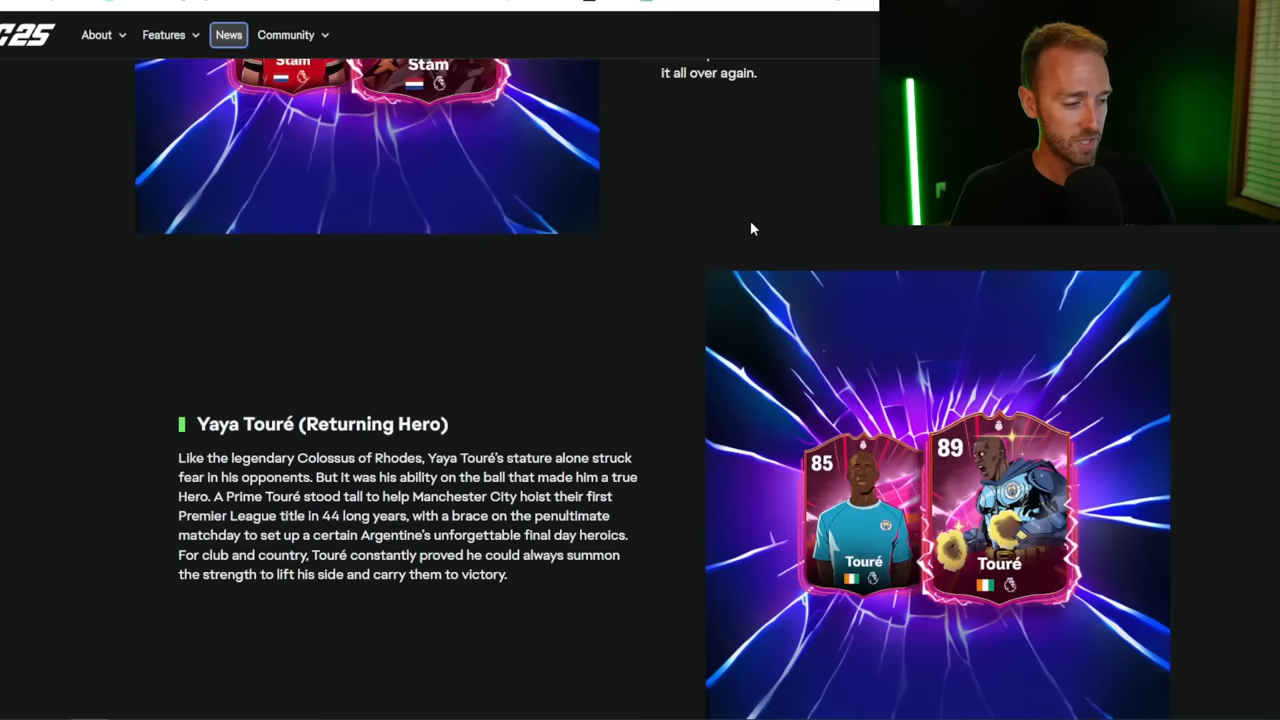 C25
About
Features
News
Community
Stam
Stam
it all over again.
Yaya Touré (Returning Hero)
Like the legendary Colossus of Rhodes, Yaya Touré's stature alone struck
fear in his opponents. But it was his ability on the ball that made him a true
Hero. A Prime Touré stood tall to help Manchester City hoist their first
Premier League title in 44 long years, with a brace on the penultimate
matchday to set up a certain Argentine's unforgettable final day heroics.
For club and country, Touré constantly proved he could always summon
the strength to lift his side and carry them to victory.
85
Touré
89
Touré